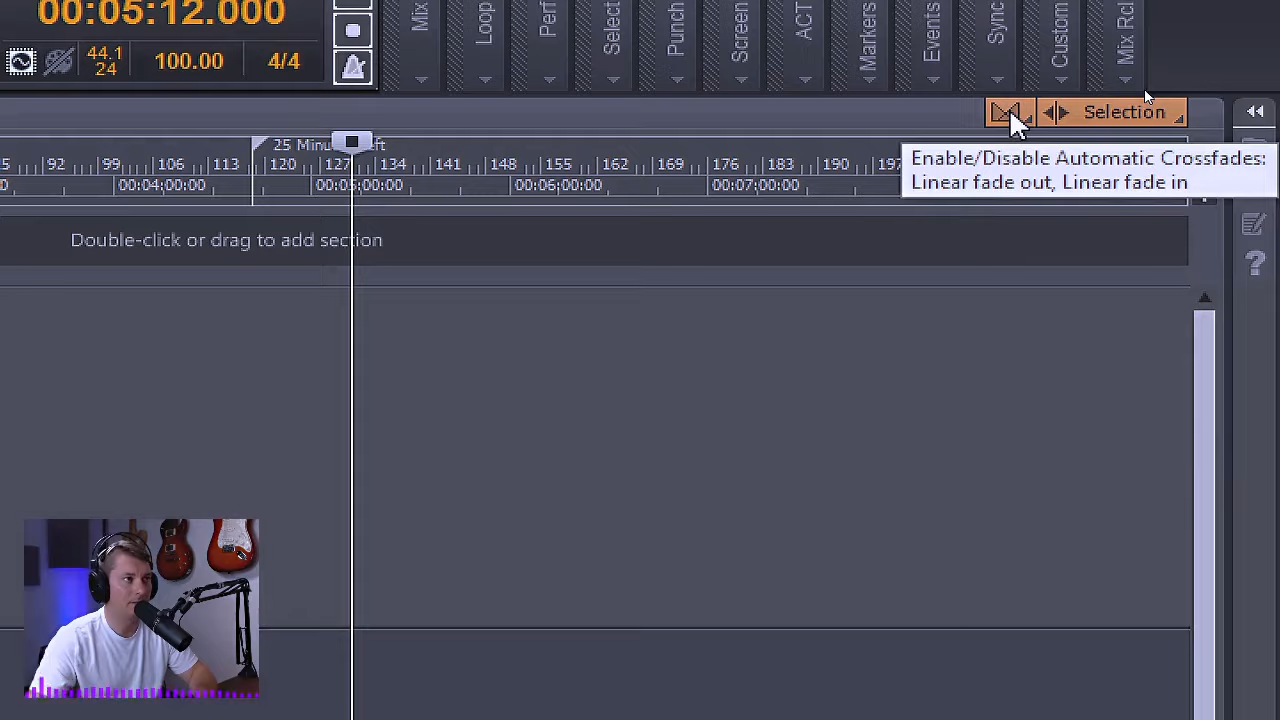 00:05:12.000
Mix
Loop
Perf
Select
Punch
Screen
ACT
Markers
Events
Sync
Custom
Mix Rcl
44.1
24
100.00
4/4
Selection
25 Minu
ft
92 99 106 113 120 127 134 141 148 155 162 169 176 183 190 197
00:04;00;00 00:05;00;00 00:06;00;00 00:07;00;00
Enable/Disable Automatic Crossfades:
Linear fade out, Linear fade in
Double-click or drag to add section
?